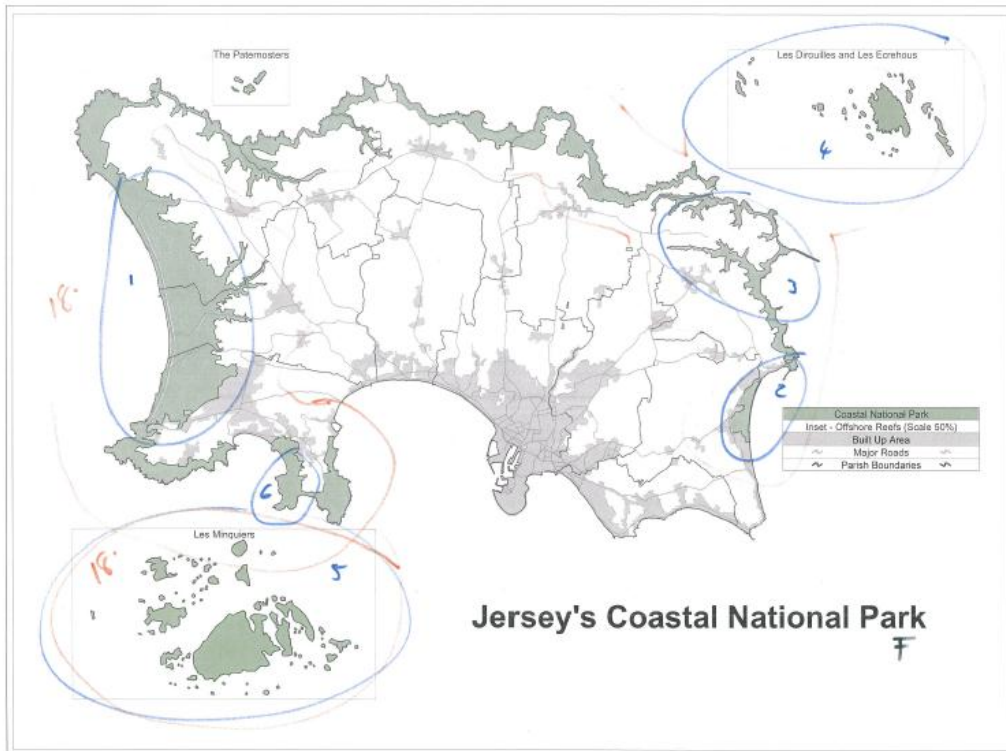 The Paternosters
Les Dirouilles and Les Ecrehous
4
1
18.
3
2
Coastal National Park
Inset - Offshore Reefs (Scale 50%)
Built Up Area
Major Roads
Parish Boundaries
6
Les Minquiers
18.
5
Jersey's Coastal National Park
F